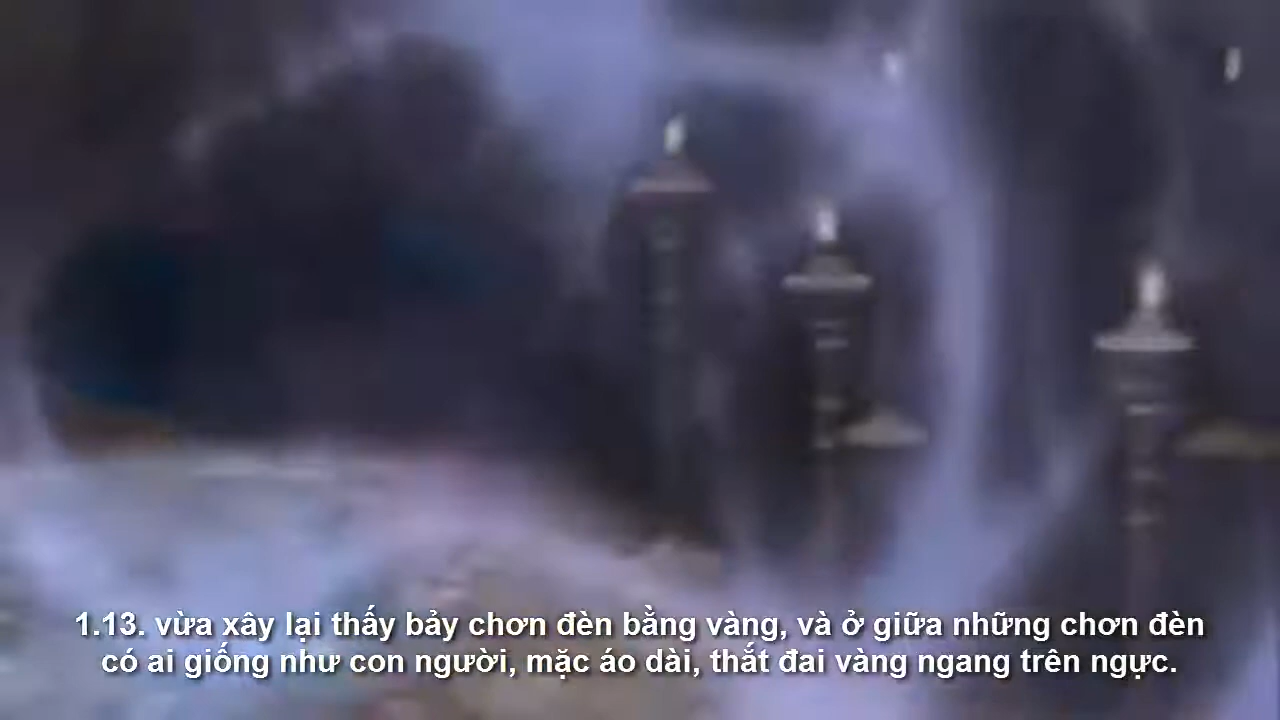 1.13. vừa xây lại thấy bảy chơn đèn bằng vàng, và ở giữa những chơn đèn
có ai giống như con người, mặc áo dài, thắt đai vàng ngang trên ngực.